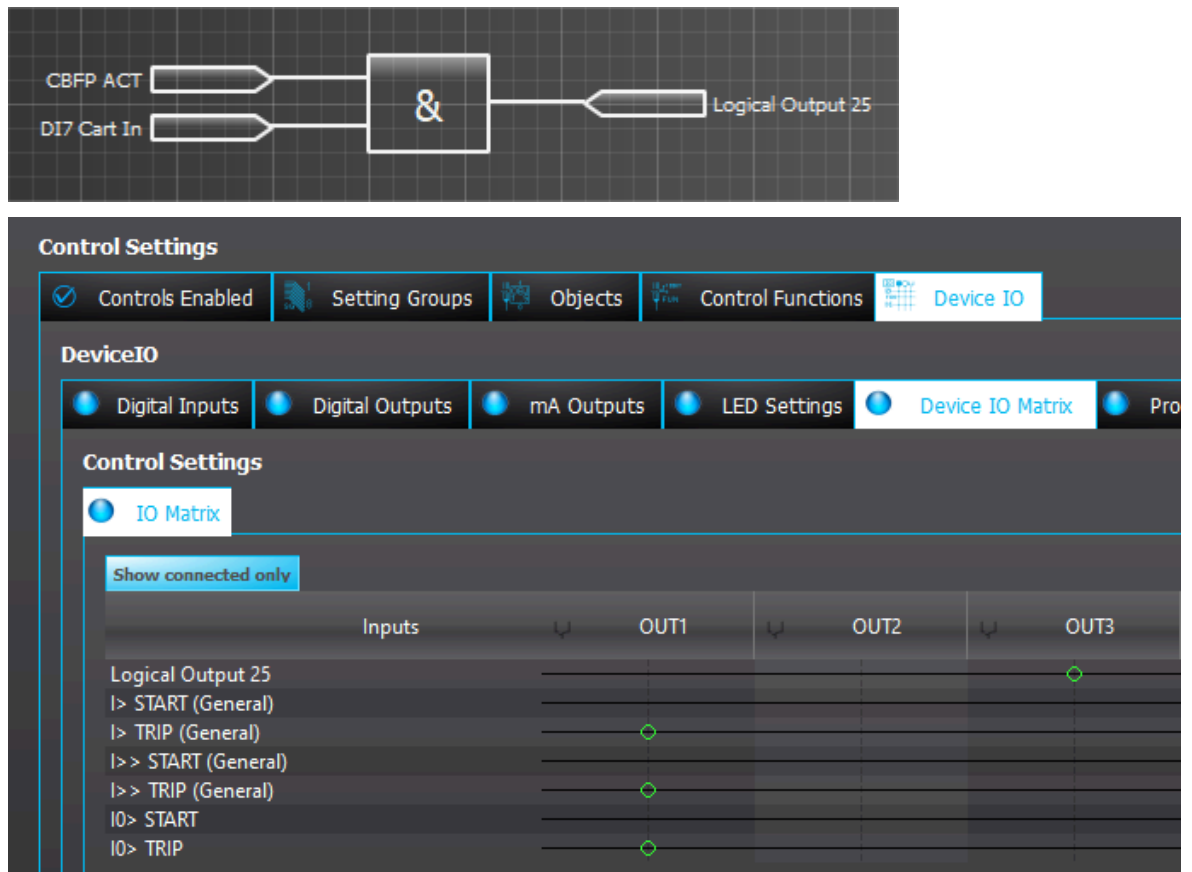 CBFP ACT
DI7 Cart In
&
Logical Output 25
Control Settings
Controls Enabled Setting Groups Objects Control Functions Device IO
DeviceIO
Digital Inputs Digital Outputs mA Outputs LED Settings Device IO Matrix Pro
Control Settings
IO Matrix
Show connected only
Inputs OUT1 OUT2 OUT3
Logical Output 25
I> START (General)
I> TRIP (General)
I>> START (General)
I>> TRIP (General)
I0> START
I0> TRIP